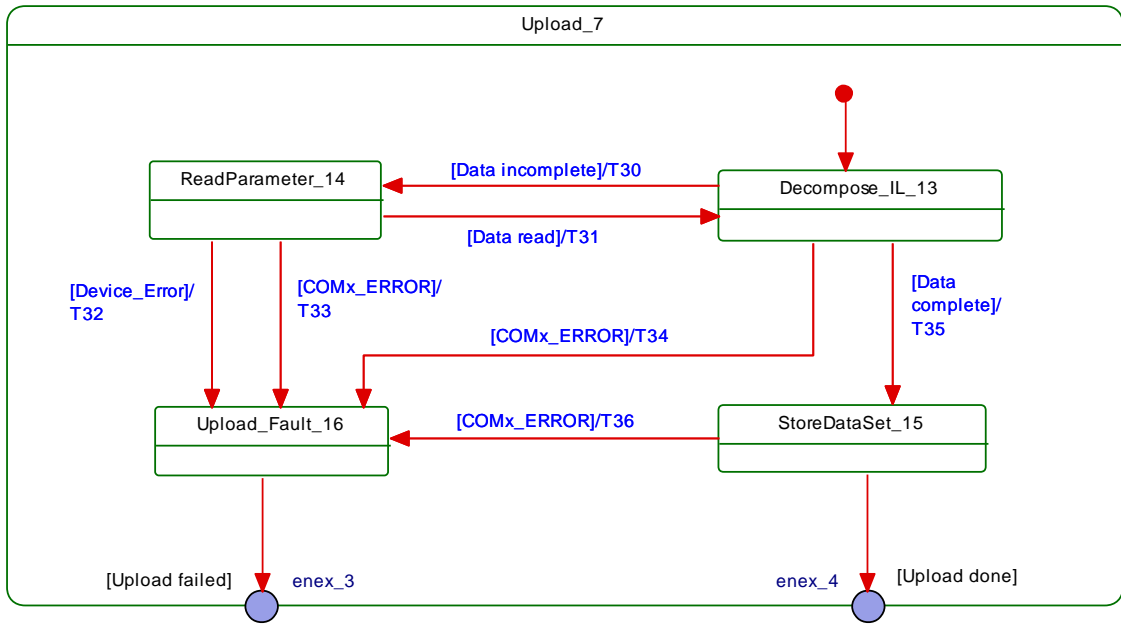 Upload_7
[Data incomplete]/T30
ReadParameter_14
Decompose_IL_13
[Data read]/T31
[Device_Error]/
T32
[COMx_ERROR]/
T33
[Data
complete]/
T35
[COMx_ERROR]/T34
[COMx_ERROR]/T36
Upload_Fault_16
StoreDataSet_15
[Upload failed]
enex_3
enex_4
[Upload done]